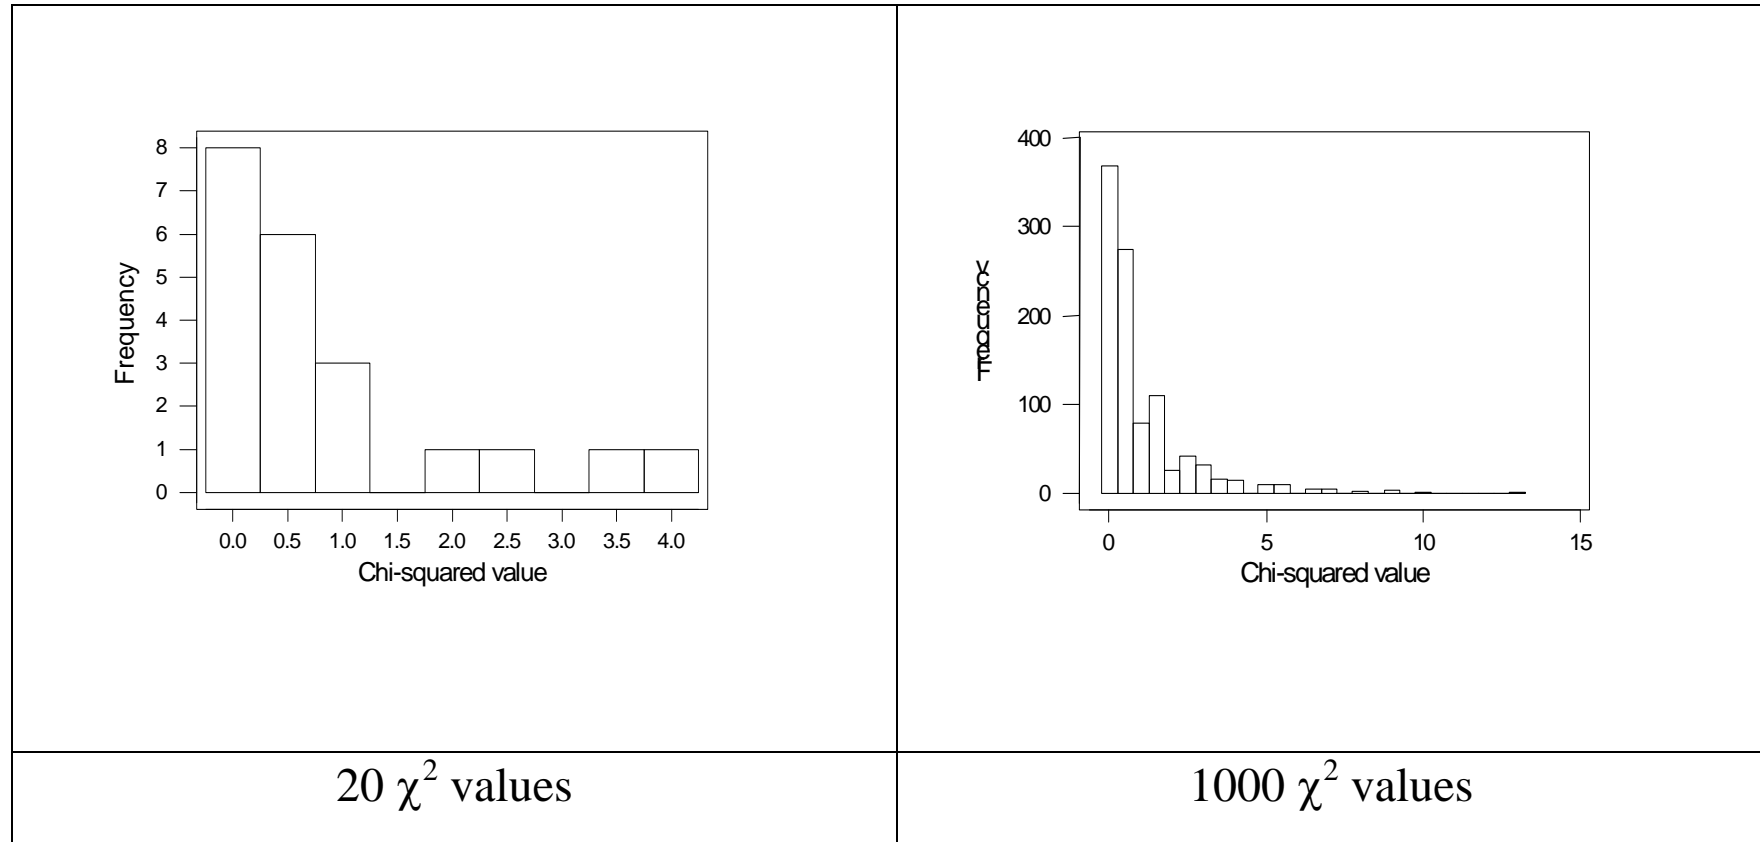 8
7
6
5
4
3
2
1
0
Frequency
0.0 0.5 1.0 1.5 2.0 2.5 3.0 3.5 4.0
Chi-squared value
400
300
200
100
0
Frequency
0 5 10 15
Chi-squared value
20 χ² values
1000 χ² values